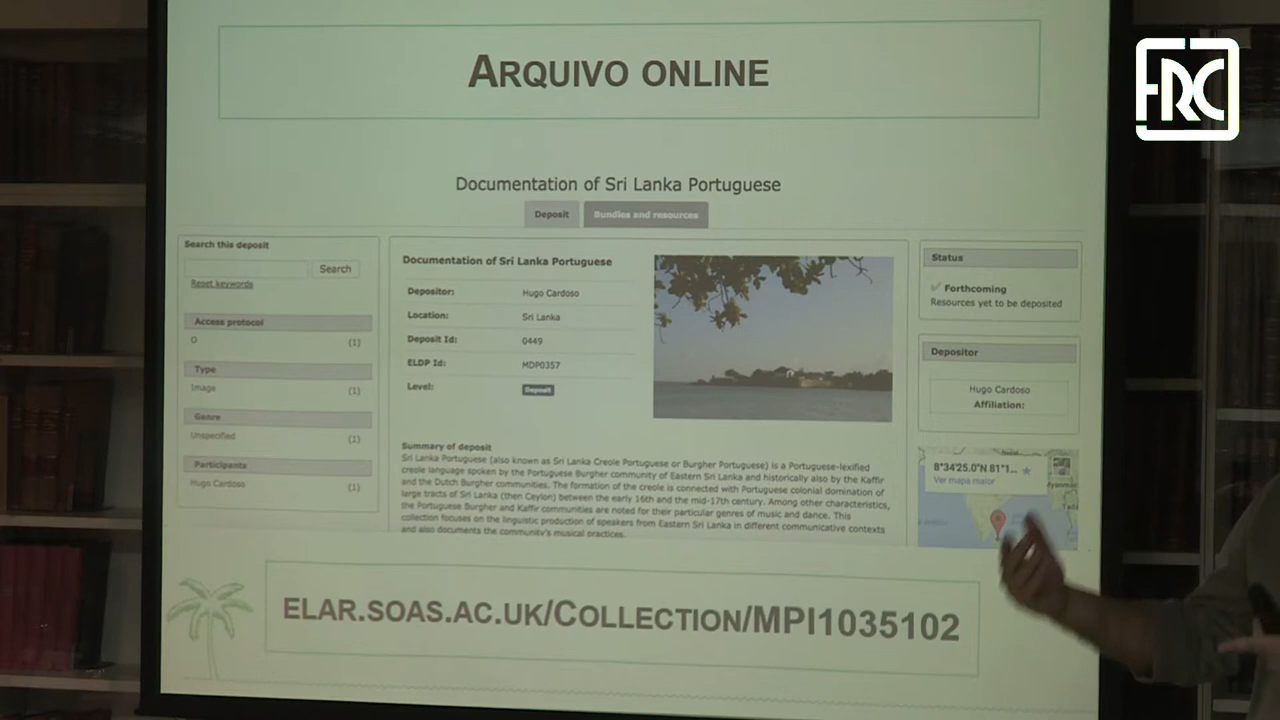 ARQUIVO ONLINE
FRC
Documentation of Sri Lanka Portuguese
Deposit
Bundles and resources
Search this deposit
Search
Reset keywords
Access protocol
O (1)
Type
Image (1)
Genre
Unspecified (1)
Participants
Hugo Cardoso (1)
Documentation of Sri Lanka Portuguese
Depositor: Hugo Cardoso
Location: Sri Lanka
Deposit Id: 0449
ELDP Id: MDP0357
Level: Deposit
Summary of deposit
Sri Lanka Portuguese (also known as Sri Lanka Creole Portuguese or Burgher Portuguese) is a Portuguese-lexified
creole language spoken by the Portuguese Burgher community of Eastern Sri Lanka and historically also by the Kaffir
and the Dutch Burgher communities. The formation of the creole is connected with Portuguese colonial domination of
large tracts of Sri Lanka (then Ceylon) between the early 16th and the mid-17th century. Among other characteristics,
the Portuguese Burgher and Kaffir communities are noted for their particular genres of music and dance. This
collection focuses on the linguistic production of speakers from Eastern Sri Lanka in different communicative contexts
and also documents the community's musical practices.
Status
Forthcoming
Resources yet to be deposited
Depositor
Hugo Cardoso
Affiliation:
8°34'25.0"N 81°1...
Ver mapa maior
ELAR.SOAS.AC.UK/COLLECTION/MPI1035102